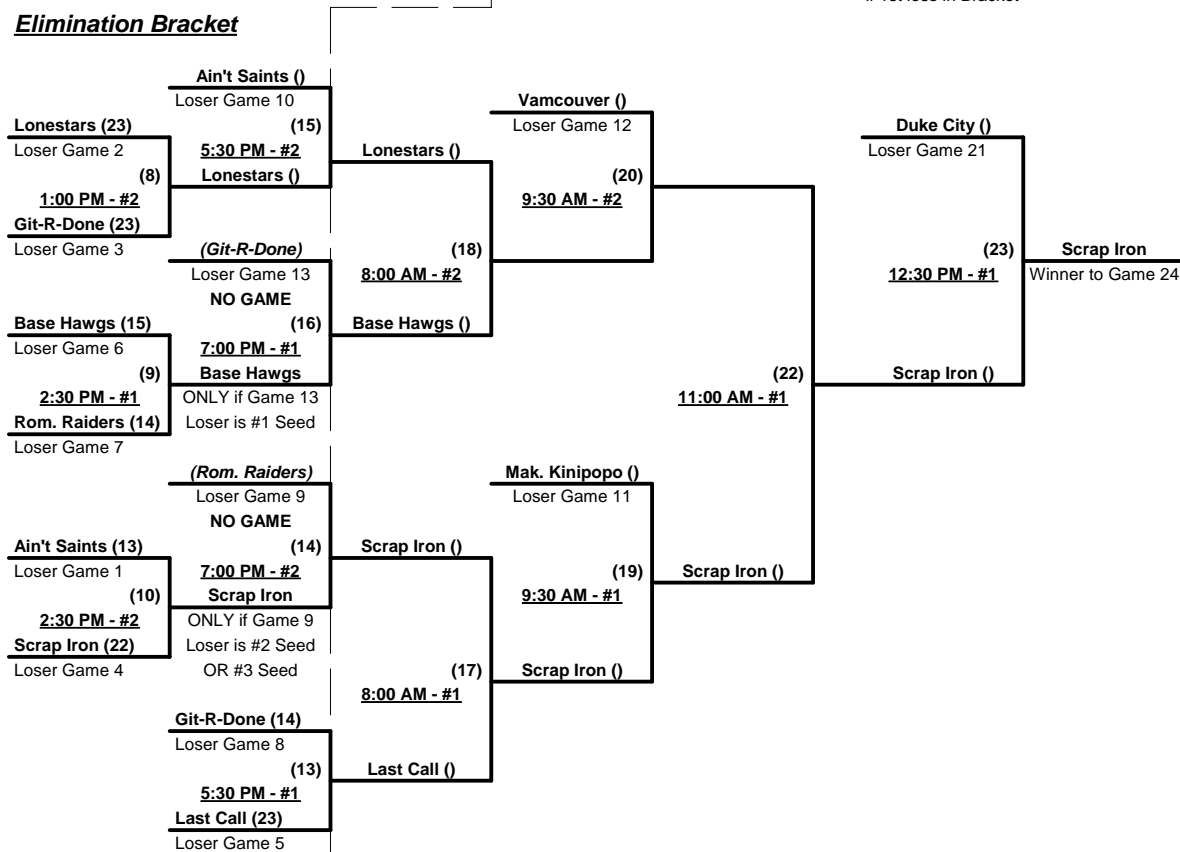 if 1st loss in Bracket
Elimination Bracket
Ain't Saints ()
Loser Game 10
Lonestars (23)
Loser Game 2
(15)
5:30 PM - #2
(8)
1:00 PM - #2
Lonestars ()
Git-R-Done (23)
Loser Game 3
Lonestars ()
(Git-R-Done)
Loser Game 13
NO GAME
(18)
8:00 AM - #2
Base Hawgs (15)
Loser Game 6
(16)
7:00 PM - #1
(9)
2:30 PM - #1
Base Hawgs
ONLY if Game 13
Loser is #1 Seed
Rom. Raiders (14)
Loser Game 7
Base Hawgs ()
Vamcouver ()
Loser Game 12
(20)
9:30 AM - #2
Duke City ()
Loser Game 21
(23)
12:30 PM - #1
Scrap Iron
Winner to Game 24
(22)
11:00 AM - #1
Scrap Iron ()
(Rom. Raiders)
Loser Game 9
NO GAME
Ain't Saints (13)
Loser Game 1
(14)
7:00 PM - #2
(10)
2:30 PM - #2
Scrap Iron
ONLY if Game 9
Loser is #2 Seed
OR #3 Seed
Scrap Iron (22)
Loser Game 4
Scrap Iron ()
Mak. Kinipopo ()
Loser Game 11
(19)
9:30 AM - #1
Scrap Iron ()
(17)
8:00 AM - #1
Scrap Iron ()
Git-R-Done (14)
Loser Game 8
(13)
5:30 PM - #1
Last Call ()
Last Call (23)
Loser Game 5